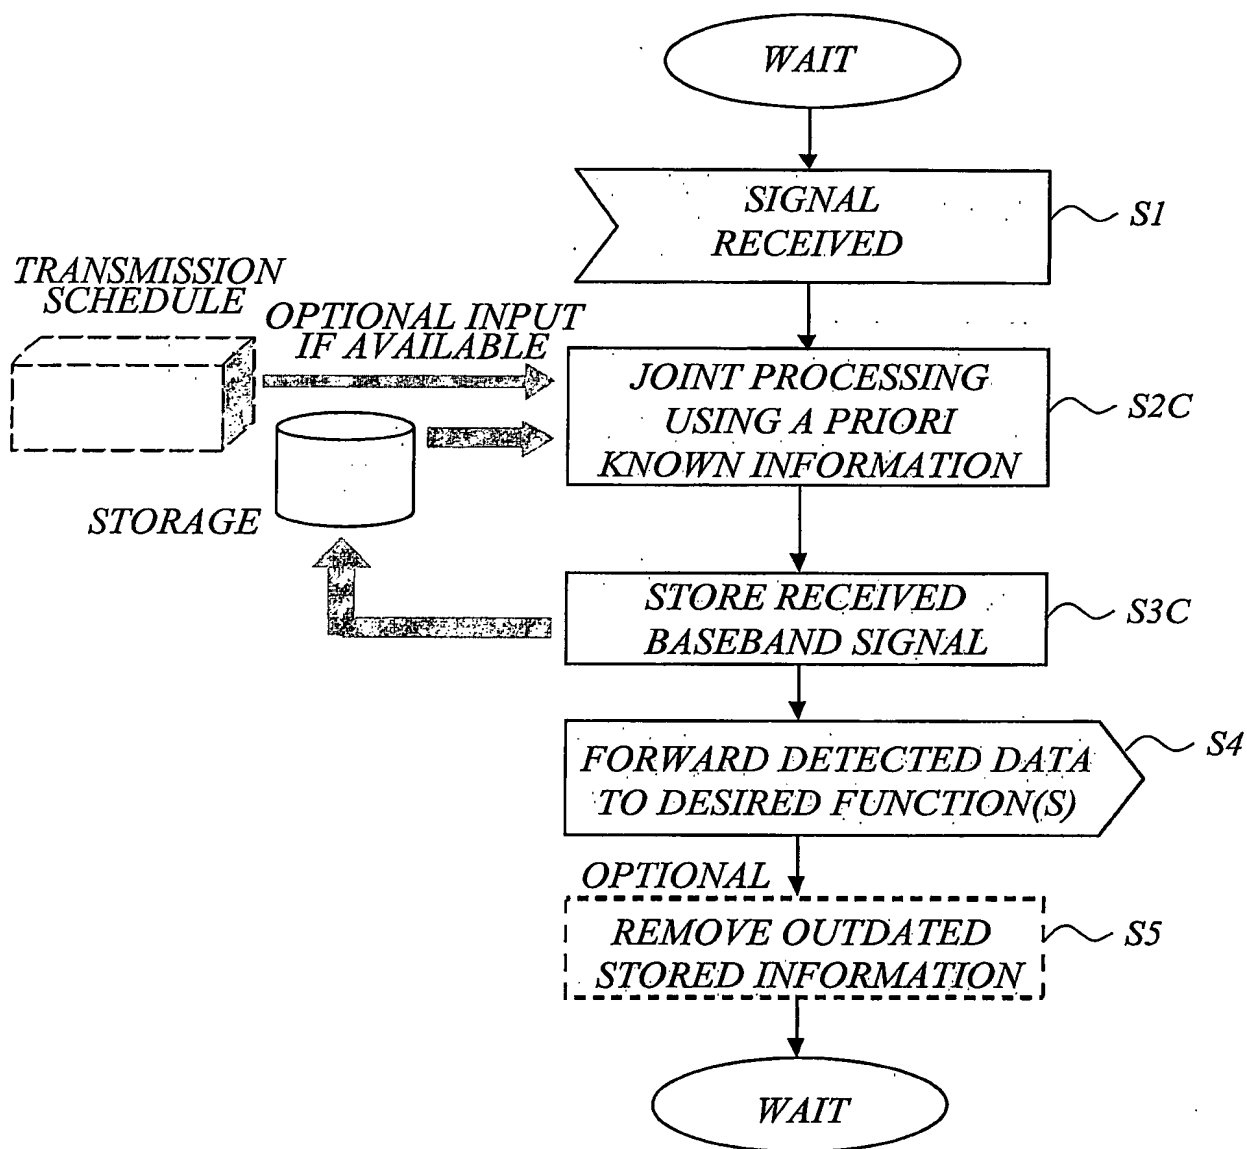 WAIT
SIGNAL
RECEIVED
S1
TRANSMISSION
SCHEDULE
OPTIONAL INPUT
IF AVAILABLE
JOINT PROCESSING
USING A PRIORI
KNOWN INFORMATION
S2C
STORAGE
STORE RECEIVED
BASEBAND SIGNAL
S3C
FORWARD DETECTED DATA
TO DESIRED FUNCTION(S)
S4
OPTIONAL
REMOVE OUTDATED
STORED INFORMATION
S5
WAIT